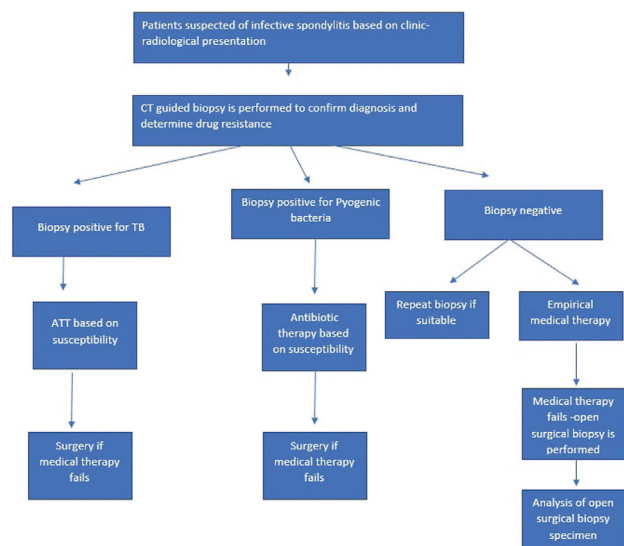 Patients suspected of infective spondylitis based on clinic-
radiological presentation
CT guided biopsy is performed to confirm diagnosis and
determine drug resistance
Biopsy positive for TB
Biopsy positive for Pyogenic
bacteria
Biopsy negative
ATT based on
susceptibility
Antibiotic
therapy based
on susceptibility
Repeat biopsy if
suitable
Empirical
medical therapy
Surgery if
medical therapy
fails
Surgery if
medical therapy
fails
Medical therapy
fails -open
surgical biopsy is
performed
Analysis of open
surgical biopsy
specimen